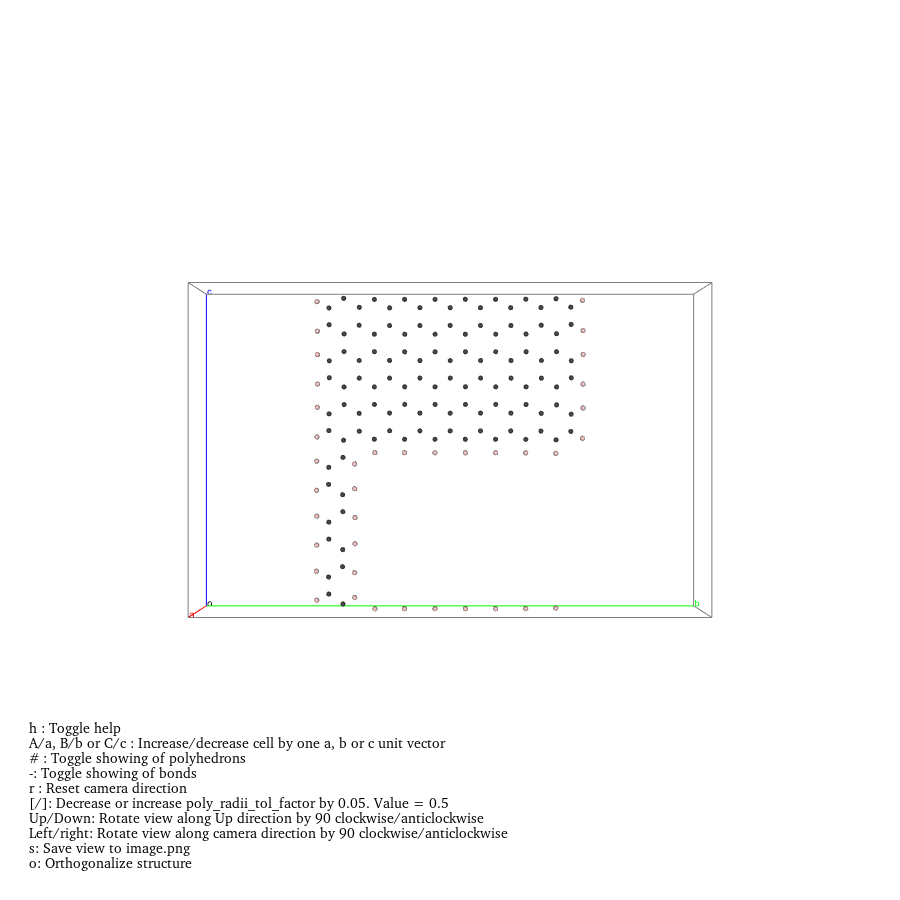 c
o
b
a
h : Toggle help
A/a, B/b or C/c : Increase/decrease cell by one a, b or c unit vector
# : Toggle showing of polyhedrons
-: Toggle showing of bonds
r : Reset camera direction
[/]: Decrease or increase poly_radii_tol_factor by 0.05. Value = 0.5
Up/Down: Rotate view along Up direction by 90 clockwise/anticlockwise
Left/right: Rotate view along camera direction by 90 clockwise/anticlockwise
s: Save view to image.png
o: Orthogonalize structure